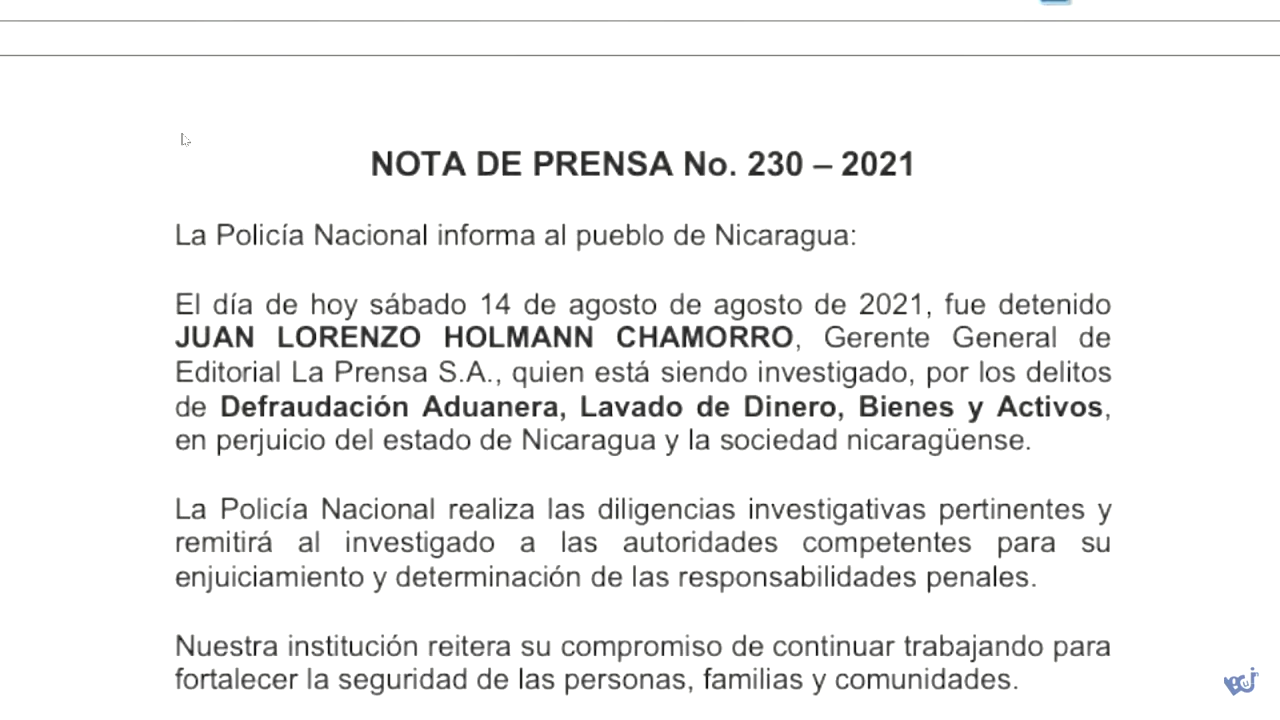 NOTA DE PRENSA No. 230 – 2021
La Policía Nacional informa al pueblo de Nicaragua:
El día de hoy sábado 14 de agosto de agosto de 2021, fue detenido
JUAN LORENZO HOLMANN CHAMORRO, Gerente General de
Editorial La Prensa S.A., quien está siendo investigado, por los delitos
de Defraudación Aduanera, Lavado de Dinero, Bienes y Activos,
en perjuicio del estado de Nicaragua y la sociedad nicaragüense.
La Policía Nacional realiza las diligencias investigativas pertinentes y
remitirá al investigado a las autoridades competentes para su
enjuiciamiento y determinación de las responsabilidades penales.
Nuestra institución reitera su compromiso de continuar trabajando para
fortalecer la seguridad de las personas, familias y comunidades.